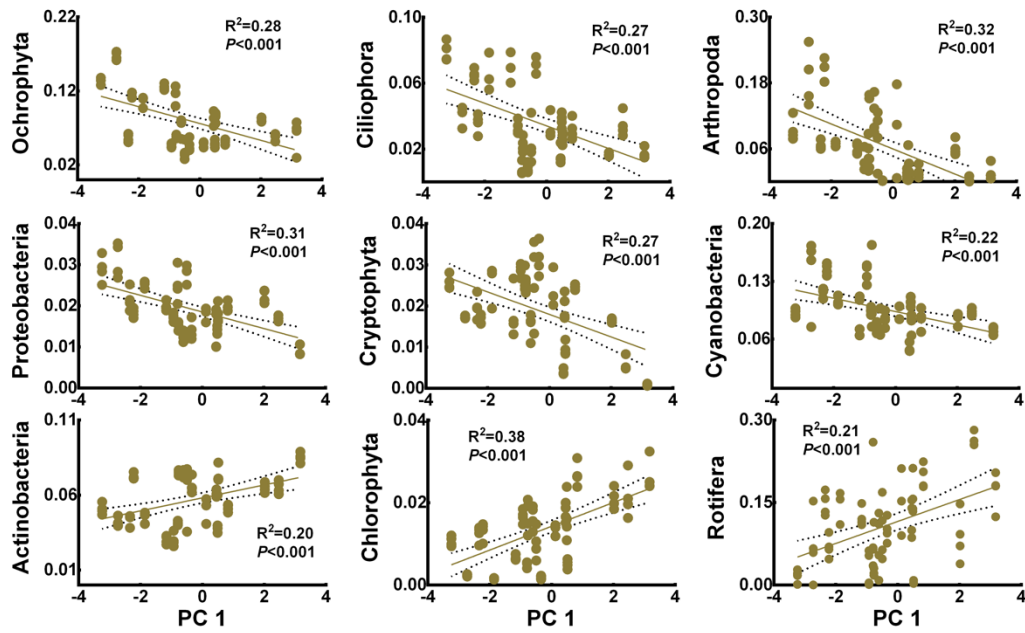 Ochrophyta
0.22
0.12
0.02
R²=0.28
P<0.001
-4 -2 0 2 4
Ciliophora
0.10
0.06
0.02
R²=0.27
P<0.001
-4 -2 0 2 4
Arthropoda
0.30
0.18
0.06
R²=0.32
P<0.001
-4 -2 0 2 4
Proteobacteria
0.04
0.03
0.02
0.01
0.00
R²=0.31
P<0.001
-4 -2 0 2 4
Cryptophyta
0.04
0.03
0.02
0.01
0.00
R²=0.27
P<0.001
-4 -2 0 2 4
Cyanobacteria
0.20
0.13
0.06
R²=0.22
P<0.001
-4 -2 0 2 4
Actinobacteria
0.11
0.06
0.01
R²=0.20
P<0.001
-4 -2 0 2 4
PC 1
Chlorophyta
0.04
0.02
0.00
R²=0.38
P<0.001
-4 -2 0 2 4
PC 1
Rotifera
0.30
0.15
0.00
R²=0.21
P<0.001
-4 -2 0 2 4
PC 1